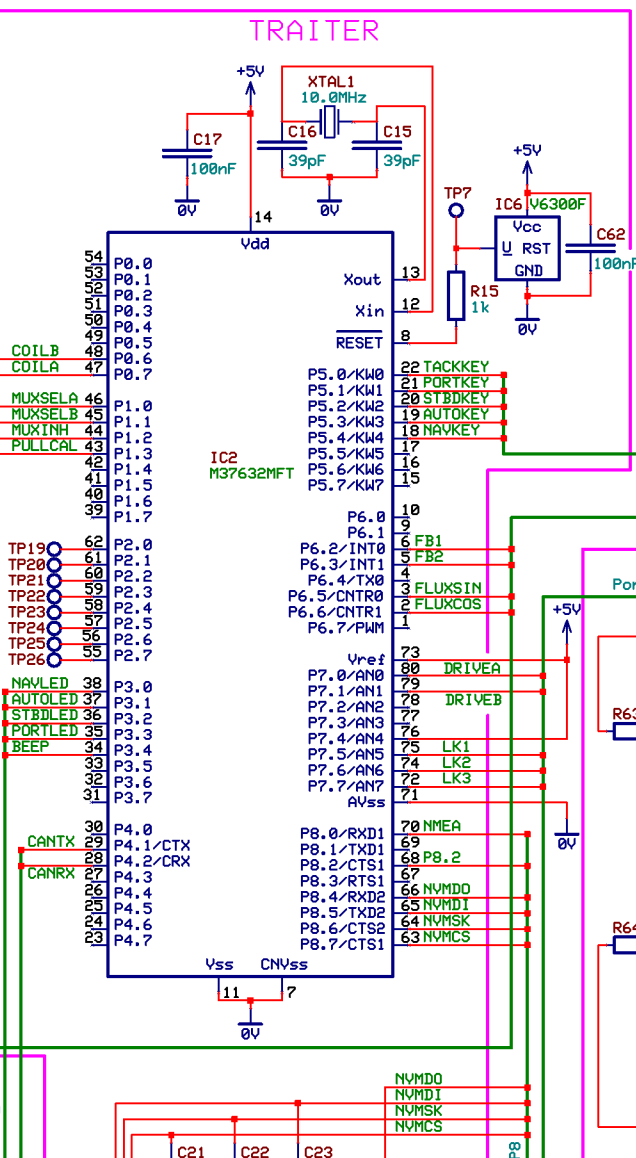 TRAITER
+5V
XTAL1
10.0MHz
C17
100nF
C16
39pF
C15
39pF
0V
0V
+5V
TP7
IC6 V6300F
Vcc
U RST
GND
C62
100nF
R15
1k
0V
14
Vdd
54 P0.0
53 P0.1
52 P0.2
51 P0.3
50 P0.4
49 P0.5
COILB 48 P0.6
COILA 47 P0.7
MUXSELA 46 P1.0
MUXSELB 45 P1.1
MUXINH 44 P1.2
PULLCAL 43 P1.3
42 P1.4
41 P1.5
40 P1.6
39 P1.7
TP19 62 P2.0
TP20 61 P2.1
TP21 60 P2.2
TP22 59 P2.3
TP23 58 P2.4
TP24 57 P2.5
TP25 56 P2.6
TP26 55 P2.7
NAVLED 38 P3.0
AUTOLED 37 P3.1
STBDLED 36 P3.2
PORTLED 35 P3.3
BEEP 34 P3.4
33 P3.5
32 P3.6
31 P3.7
30 P4.0
CANTX 29 P4.1/CTX
CANRX 28 P4.2/CRX
27 P4.3
26 P4.4
25 P4.5
24 P4.6
23 P4.7
IC2
M37632MFT
Xout 13
Xin 12
RESET 8
P5.0/KW0 22 TACKKEY
P5.1/KW1 21 PORTKEY
P5.2/KW2 20 STBDKEY
P5.3/KW3 19 AUTOKEY
P5.4/KW4 18 NAVKEY
P5.5/KW5 17
P5.6/KW6 16
P5.7/KW7 15
P6.0 10
P6.1 9
P6.2/INT0 6 FB1
P6.3/INT1 5 FB2
P6.4/TX0 4
P6.5/CNTR0 3 FLUXSIN
P6.6/CNTR1 2 FLUXCOS
P6.7/PWM 1
Vref 73
P7.0/AN0 80 DRIVEA
P7.1/AN1 79
P7.2/AN2 78 DRIVEB
P7.3/AN3 77
P7.4/AN4 76
P7.5/AN5 75 LK1
P7.6/AN6 74 LK2
P7.7/AN7 72 LK3
AVss 71
P8.0/RXD1 70 NMEA
P8.1/TXD1 69
P8.2/CTS1 68 P8.2
P8.3/RTS1 67
P8.4/RXD2 66 NVMDO
P8.5/TXD2 65 NVMDI
P8.6/CTS2 64 NVMSK
P8.7/CTS1 63 NVMCS
Por
+5V
R63
0V
R64
Vss CNVss
11 7
0V
NVMDO
NVMDI
NVMSK
NVMCS
C21 C22 C23
P8